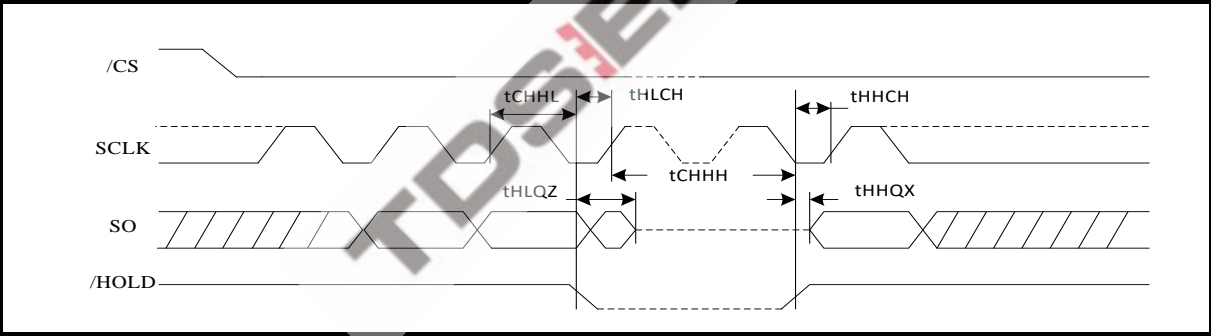 /CS
tCHHL tHLCH tHHCH
SCLK
tCHHH
tHLQZ tHHQX
SO
/HOLD